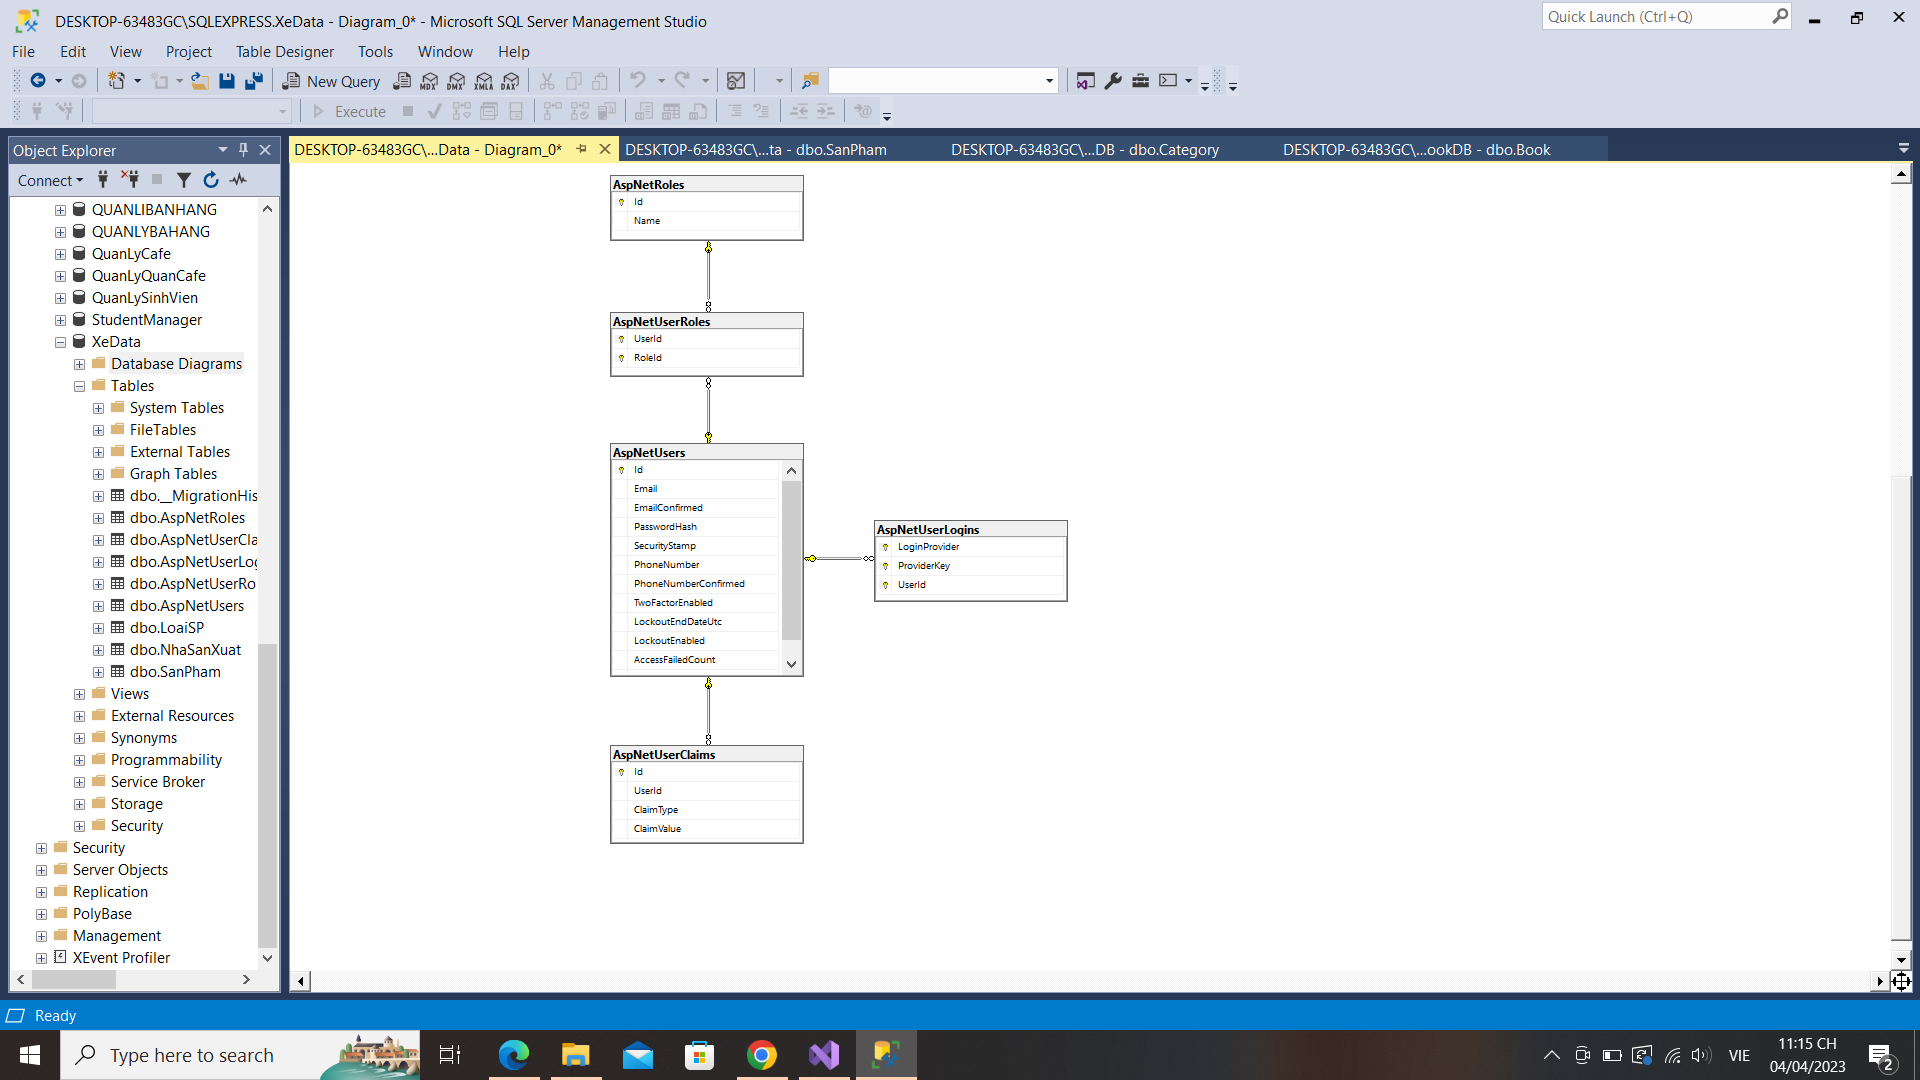 DESKTOP-63483GC\SQLEXPRESS.XeData - Diagram_0* - Microsoft SQL Server Management Studio
Quick Launch (Ctrl+Q)
File Edit View Project Table Designer Tools Window Help
New Query MDX DMX XMLA DAX
Execute
Object Explorer
DESKTOP-63483GC\...Data - Diagram_0*
DESKTOP-63483GC\...ta - dbo.SanPham
DESKTOP-63483GC\...DB - dbo.Category
DESKTOP-63483GC\...ookDB - dbo.Book
Connect
QUANLIBANHANG
QUANLYBAHANG
QuanLyCafe
QuanLyQuanCafe
QuanLySinhVien
StudentManager
XeData
Database Diagrams
Tables
System Tables
FileTables
External Tables
Graph Tables
dbo.__MigrationHis
dbo.AspNetRoles
dbo.AspNetUserCla
dbo.AspNetUserLog
dbo.AspNetUserRo
dbo.AspNetUsers
dbo.LoaiSP
dbo.NhaSanXuat
dbo.SanPham
Views
External Resources
Synonyms
Programmability
Service Broker
Storage
Security
Security
Server Objects
Replication
PolyBase
Management
XEvent Profiler
AspNetRoles
Id
Name
AspNetUserRoles
UserId
RoleId
AspNetUsers
Id
Email
EmailConfirmed
PasswordHash
SecurityStamp
PhoneNumber
PhoneNumberConfirmed
TwoFactorEnabled
LockoutEndDateUtc
LockoutEnabled
AccessFailedCount
AspNetUserLogins
LoginProvider
ProviderKey
UserId
AspNetUserClaims
Id
UserId
ClaimType
ClaimValue
Ready
Type here to search
VIE
11:15 CH
04/04/2023
2